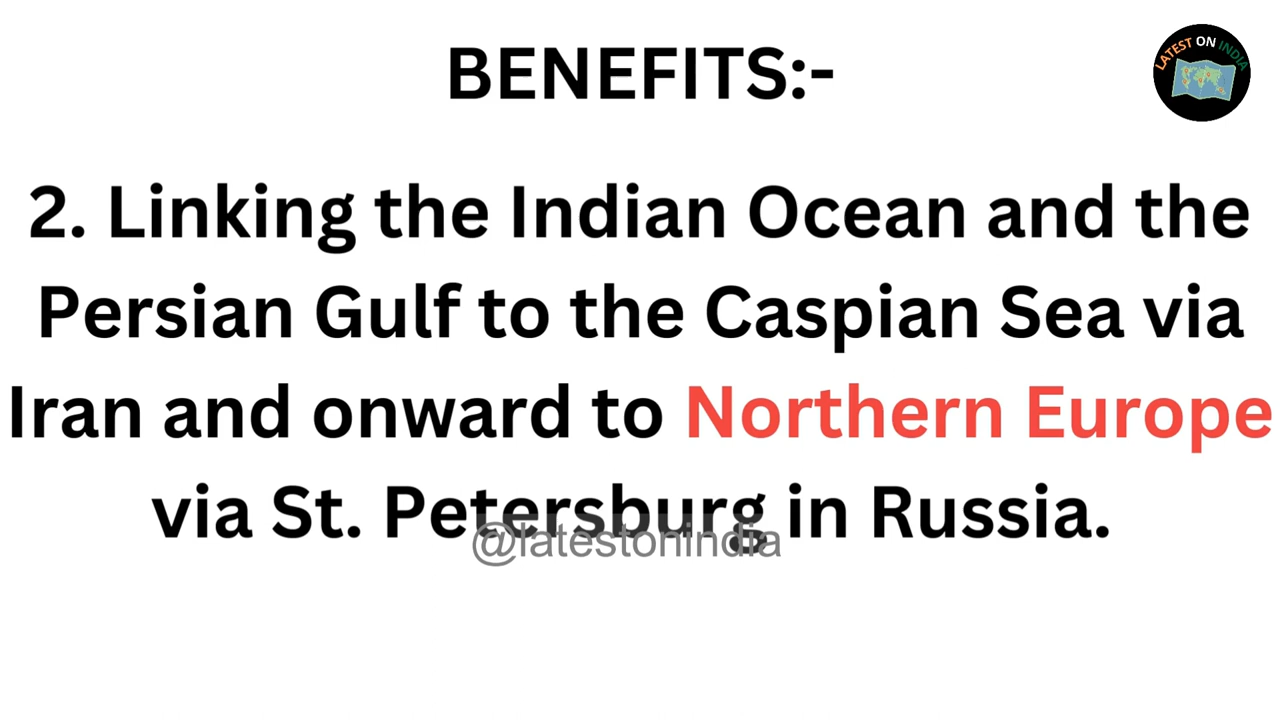 BENEFITS:-
LATEST ON INDIA
2. Linking the Indian Ocean and the
Persian Gulf to the Caspian Sea via
Iran and onward to Northern Europe
via St. Petersburg in Russia.
@latestonindia